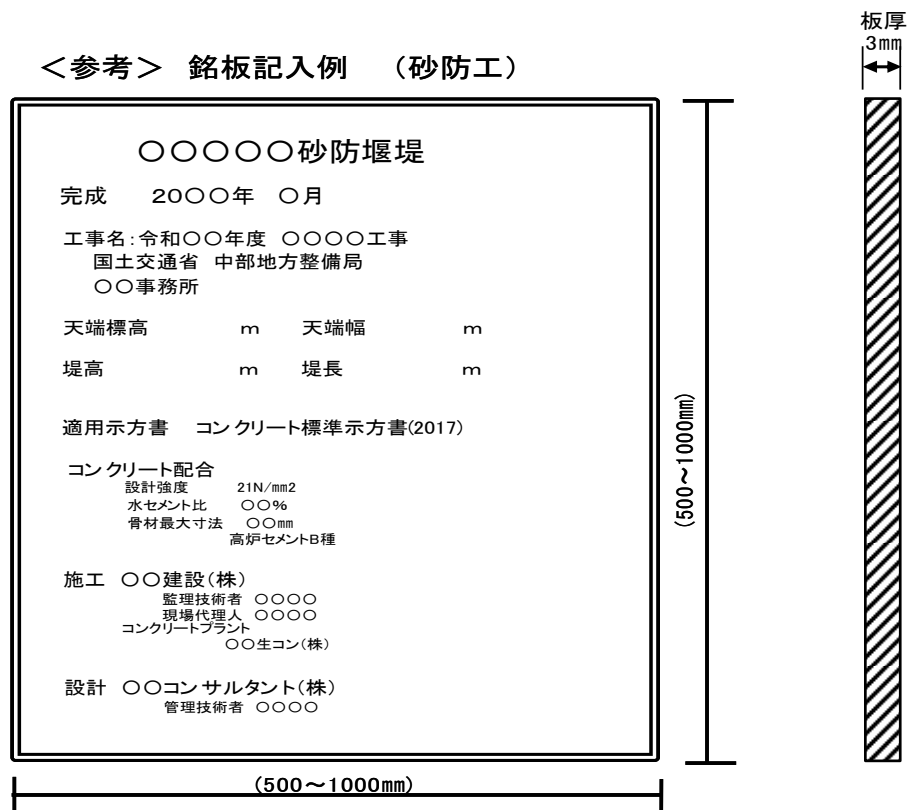 板厚
3mm
<参考> 銘板記入例 (砂防工)
○○○○○砂防堰堤
完成 20○○年 ○月
工事名:令和○○年度 ○○○○工事
国土交通省 中部地方整備局
○○事務所
天端標高 m 天端幅 m
堤高 m 堤長 m
適用示方書 コンクリート標準示方書(2017)
コンクリート配合
設計強度 21N/mm2
水セメント比 ○○%
骨材最大寸法 ○○mm
高炉セメントB種
施工 ○○建設(株)
監理技術者 ○○○○
現場代理人 ○○○○
コンクリートプラント
○○生コン(株)
設計 ○○コンサルタント(株)
管理技術者 ○○○○
(500~1000mm)
(500~1000mm)